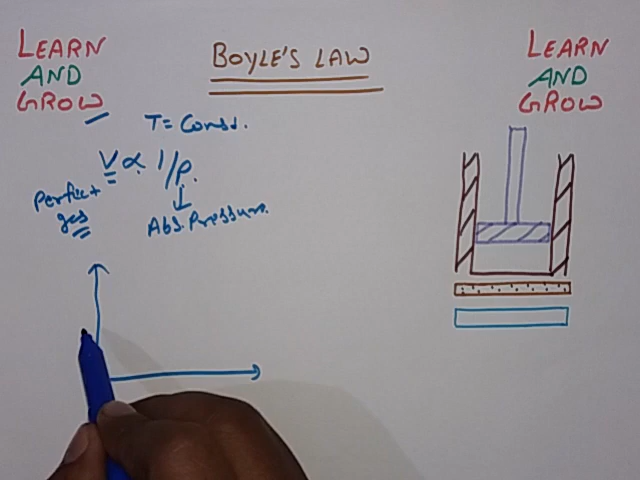 LEARN
AND
GROW
BOYLE'S LAW
LEARN
AND
GROW
T = Const.
V ∝ 1/P.
Perfect
gas
Abs. Pressure.